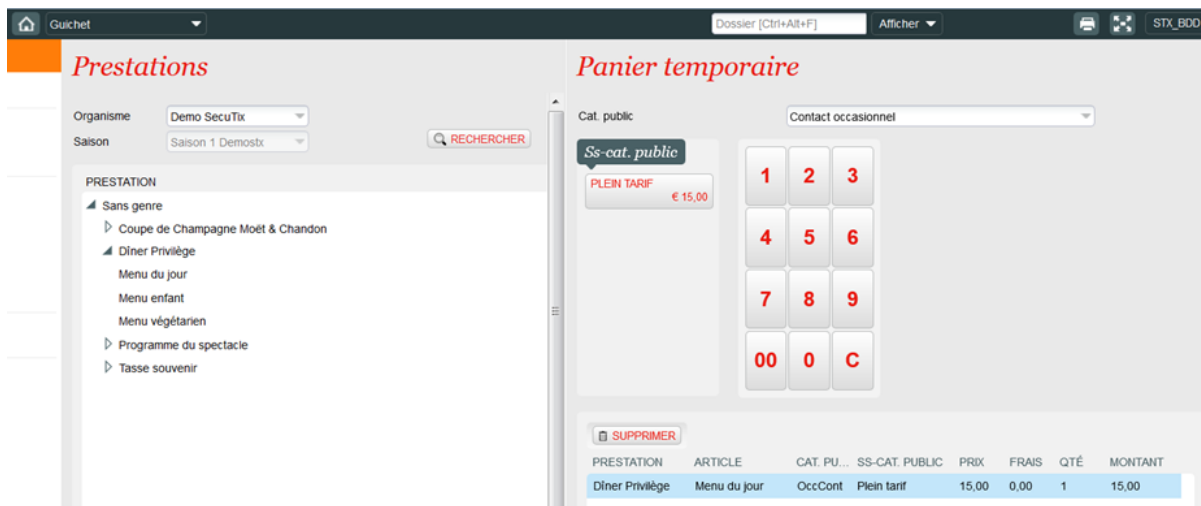 Guichet
Dossier [Ctrl+Alt+F]
Afficher
STX_BDD
Prestations
Organisme
Demo SecuTix
Saison
Saison 1 Demostx
RECHERCHER
PRESTATION
Sans genre
Coupe de Champagne Moët & Chandon
Dîner Privilège
Menu du jour
Menu enfant
Menu végétarien
Programme du spectacle
Tasse souvenir
Panier temporaire
Cat. public
Contact occasionnel
Ss-cat. public
PLEIN TARIF
€ 15,00
1 2 3
4 5 6
7 8 9
00 0 C
SUPPRIMER
PRESTATION ARTICLE CAT. PU... SS-CAT. PUBLIC PRIX FRAIS QTÉ MONTANT
Dîner Privilège Menu du jour OccCont Plein tarif 15,00 0,00 1 15,00